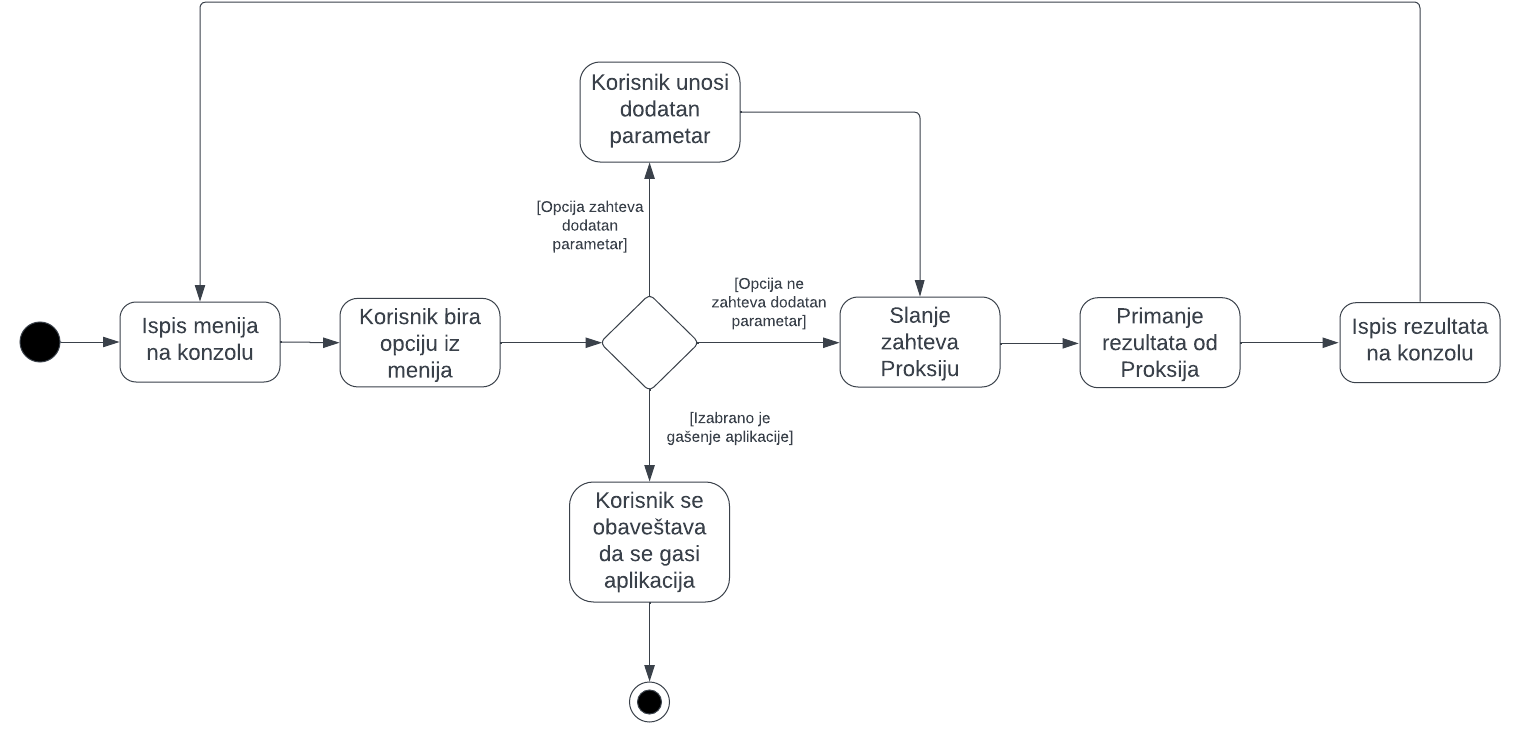 Korisnik unosi
dodatan
parametar
[Opcija zahteva
dodatan
parametar]
Ispis menija
na konzolu
Korisnik bira
opciju iz
menija
[Opcija ne
zahteva dodatan
parametar]
Slanje
zahteva
Proksiju
Primanje
rezultata od
Proksija
Ispis rezultata
na konzolu
[Izabrano je
gašenje aplikacije]
Korisnik se
obaveštava
da se gasi
aplikacija